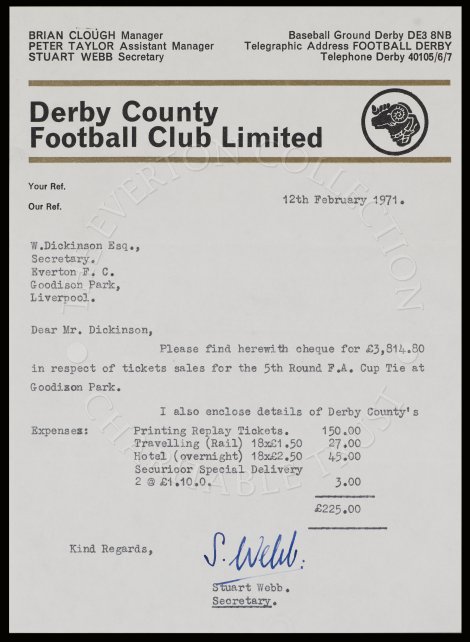 BRIAN CLOUGH Manager
PETER TAYLOR Assistant Manager
STUART WEBB Secretary
Baseball Ground Derby DE3 8NB
Telegraphic Address FOOTBALL DERBY
Telephone Derby 40105/6/7
Derby County
Football Club Limited
Your Ref.
Our Ref.
12th February 1971.
W.Dickinson Esq.,
Secretary.
Everton F. C.
Goodison Park,
Liverpool.
Dear Mr. Dickinson,
Please find herewith cheque for £3,814.80
in respect of tickets sales for the 5th Round F.A. Cup Tie at
Goodison Park.
I also enclose details of Derby County's
Expenses: Printing Replay Tickets. 150.00
Travelling (Rail) 18x£1.50 27.00
Hotel (overnight) 18x£2.50 45.00
Securicor Special Delivery
2 @ £1.10.0. 3.00
£225.00
Kind Regards,
S. Webb.
Stuart Webb.
Secretary.
THE EVERTON COLLECTION
CHARITABLE TRUST